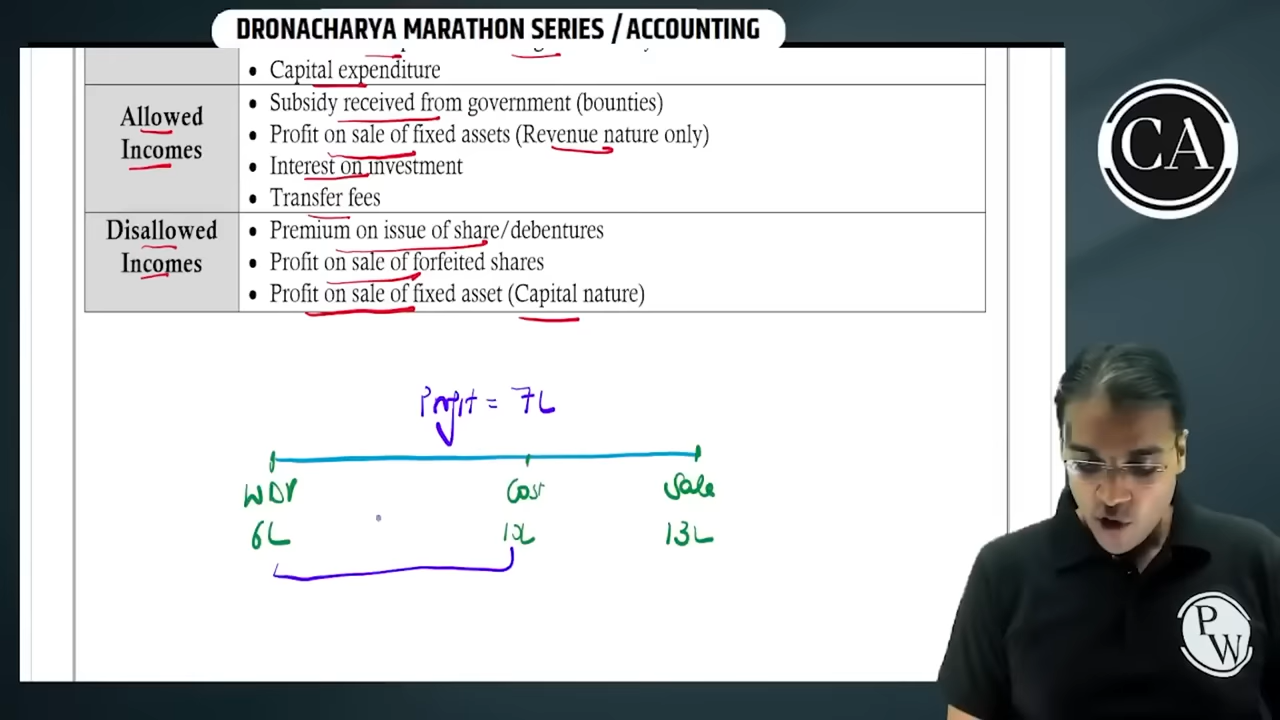 DRONACHARYA MARATHON SERIES / ACCOUNTING
• Capital expenditure
Allowed Incomes
• Subsidy received from government (bounties)
• Profit on sale of fixed assets (Revenue nature only)
• Interest on investment
• Transfer fees
Disallowed Incomes
• Premium on issue of share/debentures
• Profit on sale of forfeited shares
• Profit on sale of fixed asset (Capital nature)
Profit = 7L
WDV Cost Sale
6L 10L 13L
CA
PW